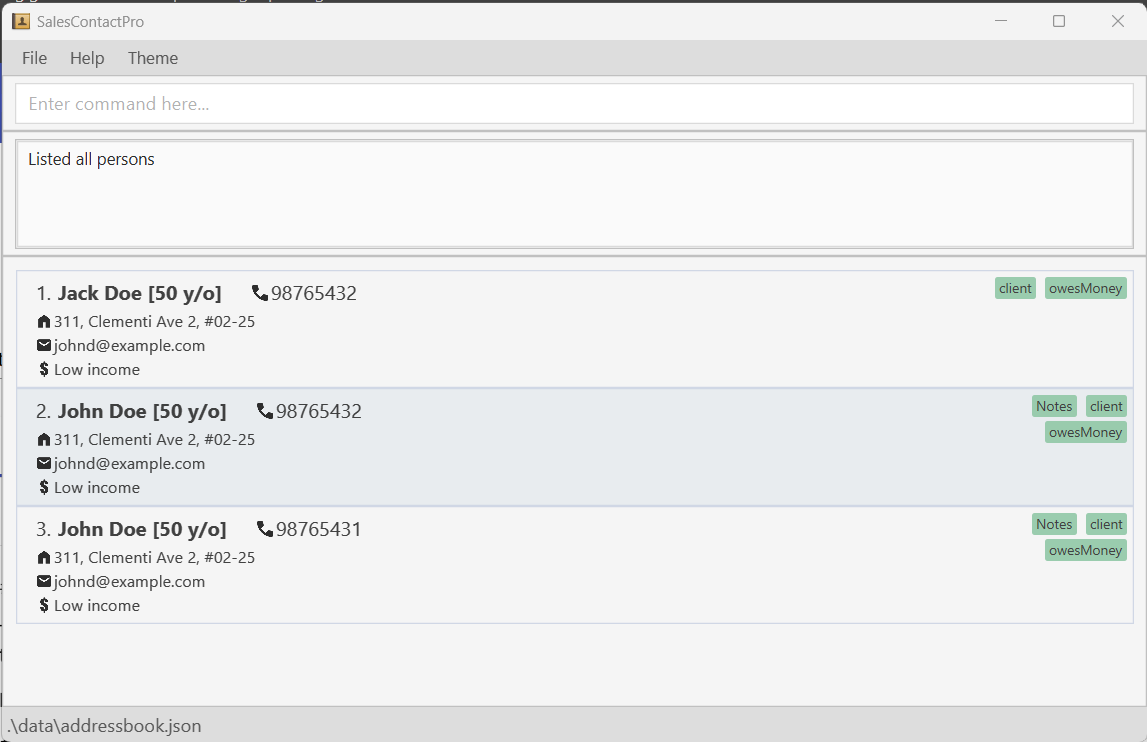 SalesContactPro
File Help Theme
Enter command here...
Listed all persons
1. Jack Doe [50 y/o] 98765432 client owesMoney
311, Clementi Ave 2, #02-25
johnd@example.com
$ Low income
2. John Doe [50 y/o] 98765432 Notes client
owesMoney
311, Clementi Ave 2, #02-25
johnd@example.com
$ Low income
3. John Doe [50 y/o] 98765431 Notes client
owesMoney
311, Clementi Ave 2, #02-25
johnd@example.com
$ Low income
.\data\addressbook.json